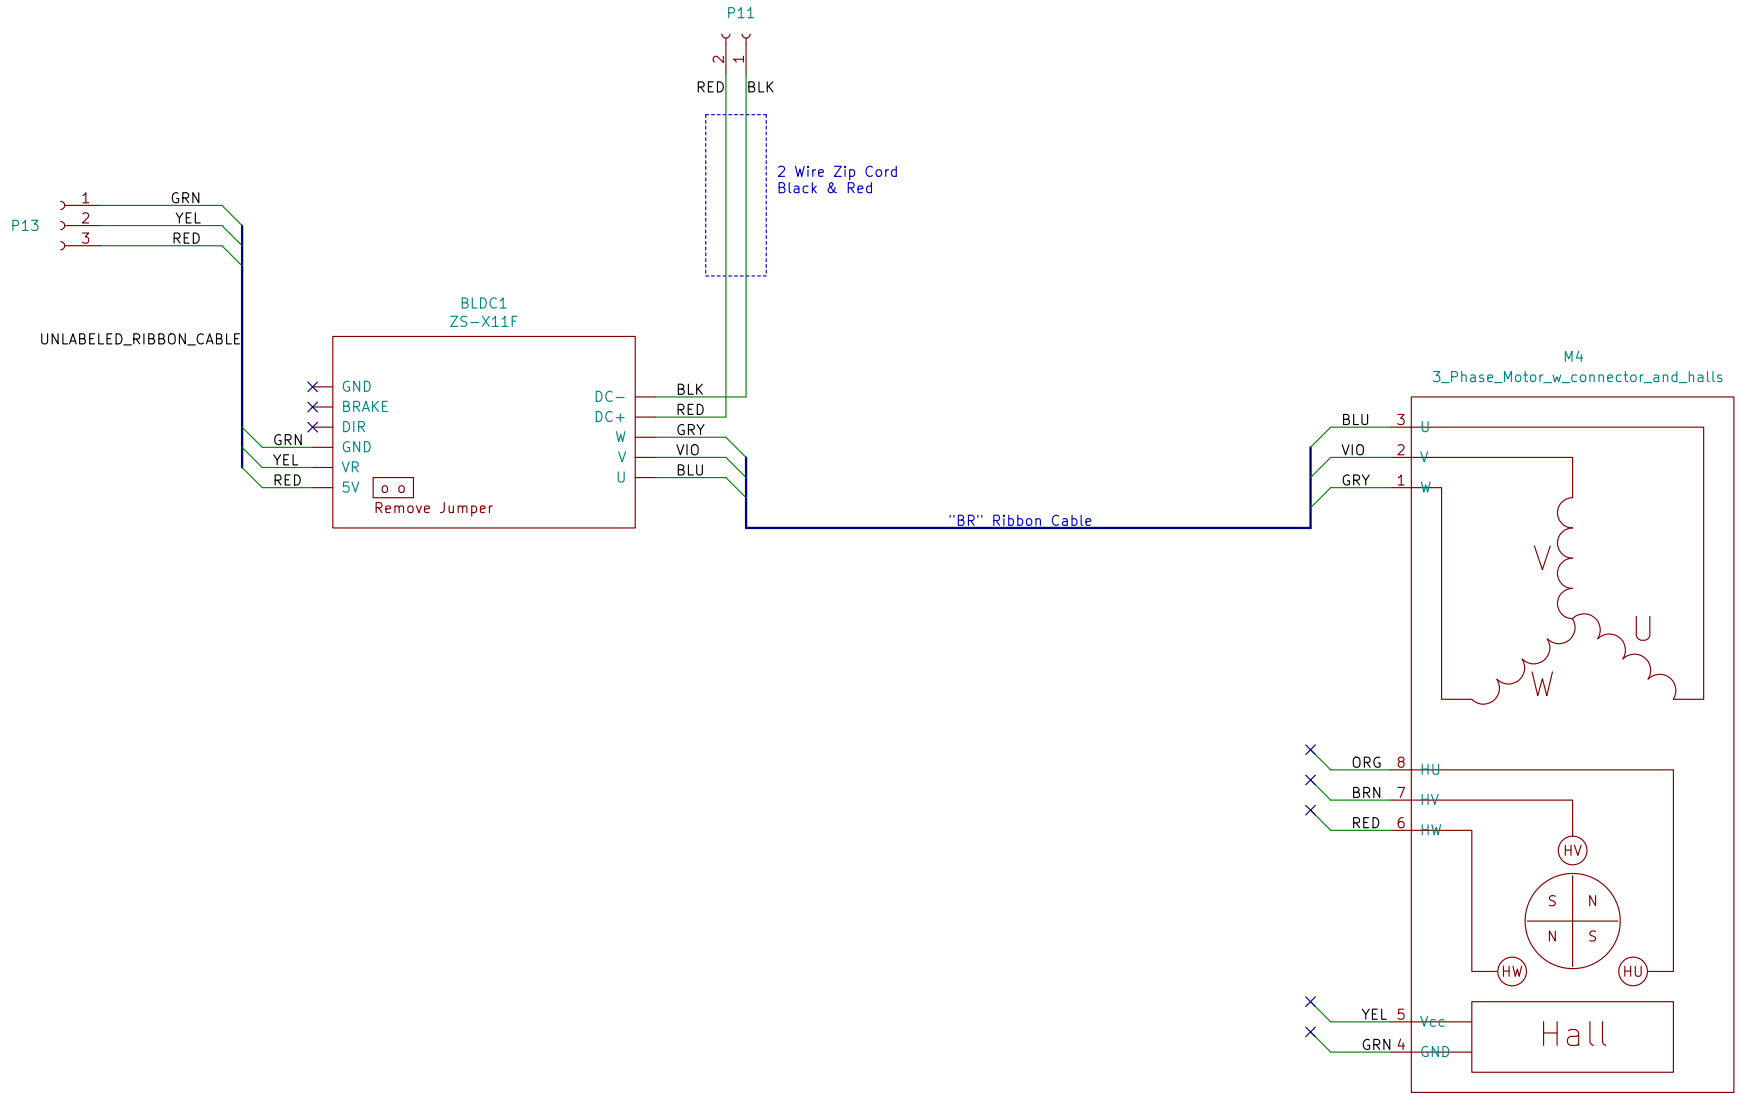 P11
2 1
RED BLK
2 Wire Zip Cord
Black & Red
P13
1 GRN
2 YEL
3 RED
UNLABELED_RIBBON_CABLE
BLDC1
ZS-X11F
GND
BRAKE
DIR
GRN GND
YEL VR
RED 5V
Remove Jumper
DC- BLK
DC+ RED
W GRY
V VIO
U BLU
"BR" Ribbon Cable
M4
3_Phase_Motor_w_connector_and_halls
BLU 3 U
VIO 2 V
GRY 1 W
V
U
W
ORG 8 HU
BRN 7 HV
RED 6 HW
HV
S N
N S
HW HU
YEL 5 Vcc
GRN 4 GND
Hall